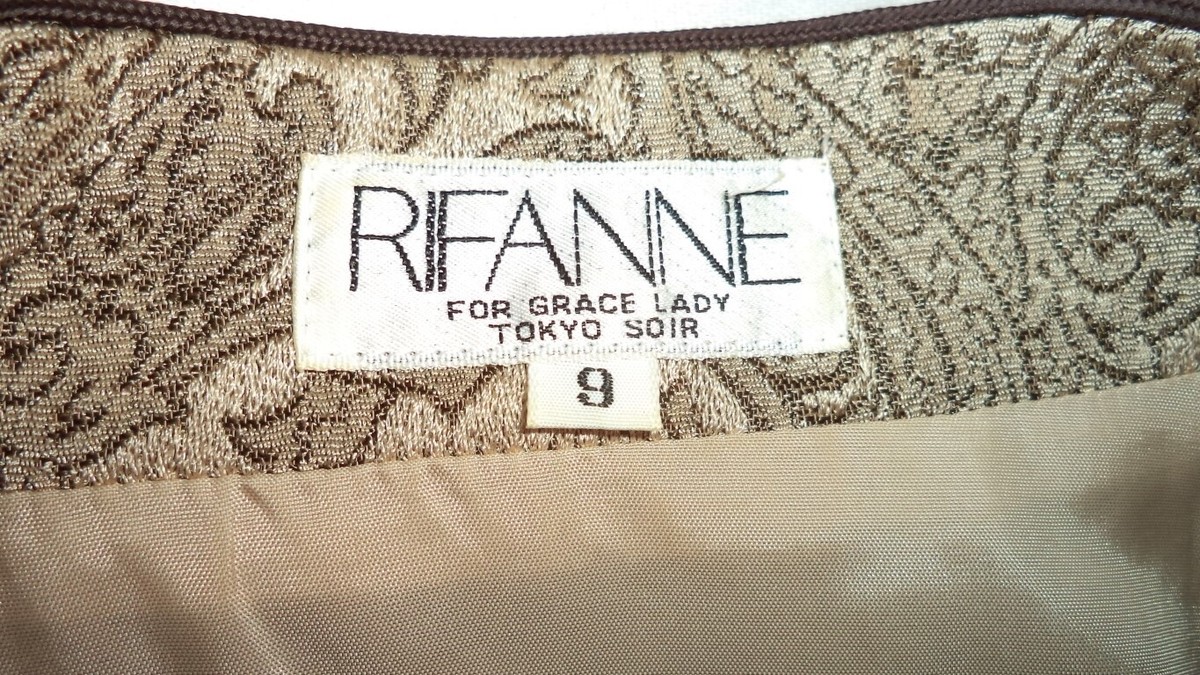 RIFANNE
FOR GRACE LADY
TOKYO SOIR
9